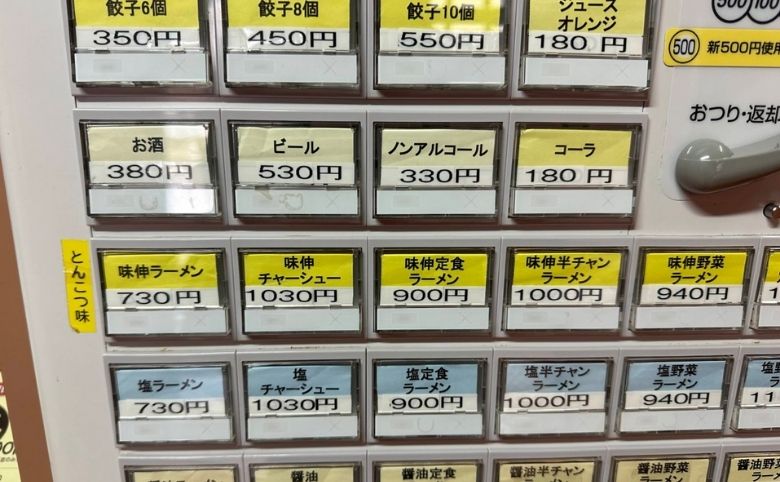 餃子6個
350円
餃子8個
450円
餃子10個
550円
ジュース
オレンジ
180円
500
100
500
新500円使用
おつり・返却
お酒
380円
ビール
530円
ノンアルコール
330円
コーラ
180円
とんこつ味
味伸ラーメン
730円
味伸
チャーシュー
1030円
味伸定食
ラーメン
900円
味伸半チャン
ラーメン
1000円
味伸野菜
ラーメン
940円
塩ラーメン
730円
塩
チャーシュー
1030円
塩定食
ラーメン
900円
塩半チャン
ラーメン
1000円
塩野菜
ラーメン
940円
醤油
醤油定食
醤油半チャン
醤油野菜
ラーメン